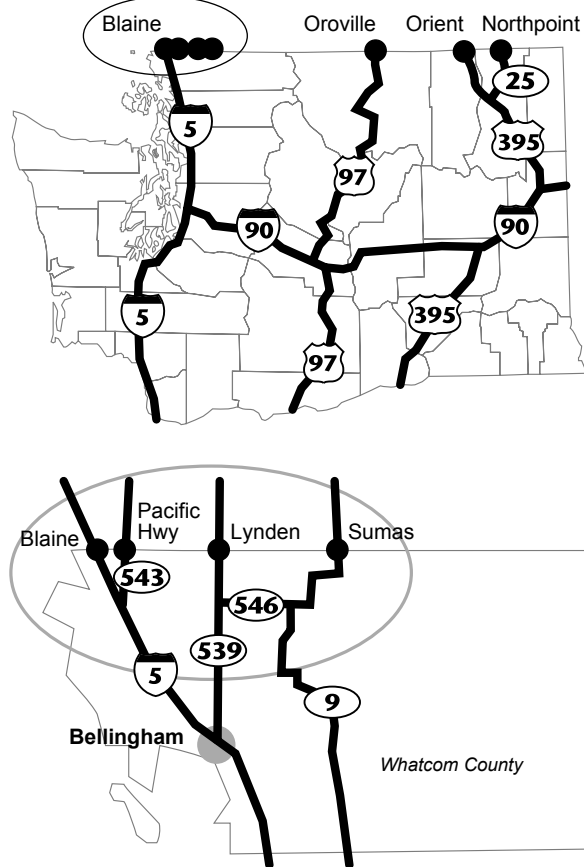 Blaine
Oroville
Orient
Northpoint
25
5
395
97
90
90
5
395
97
Pacific
Hwy
Blaine
Lynden
Sumas
543
546
539
5
9
Bellingham
Whatcom County